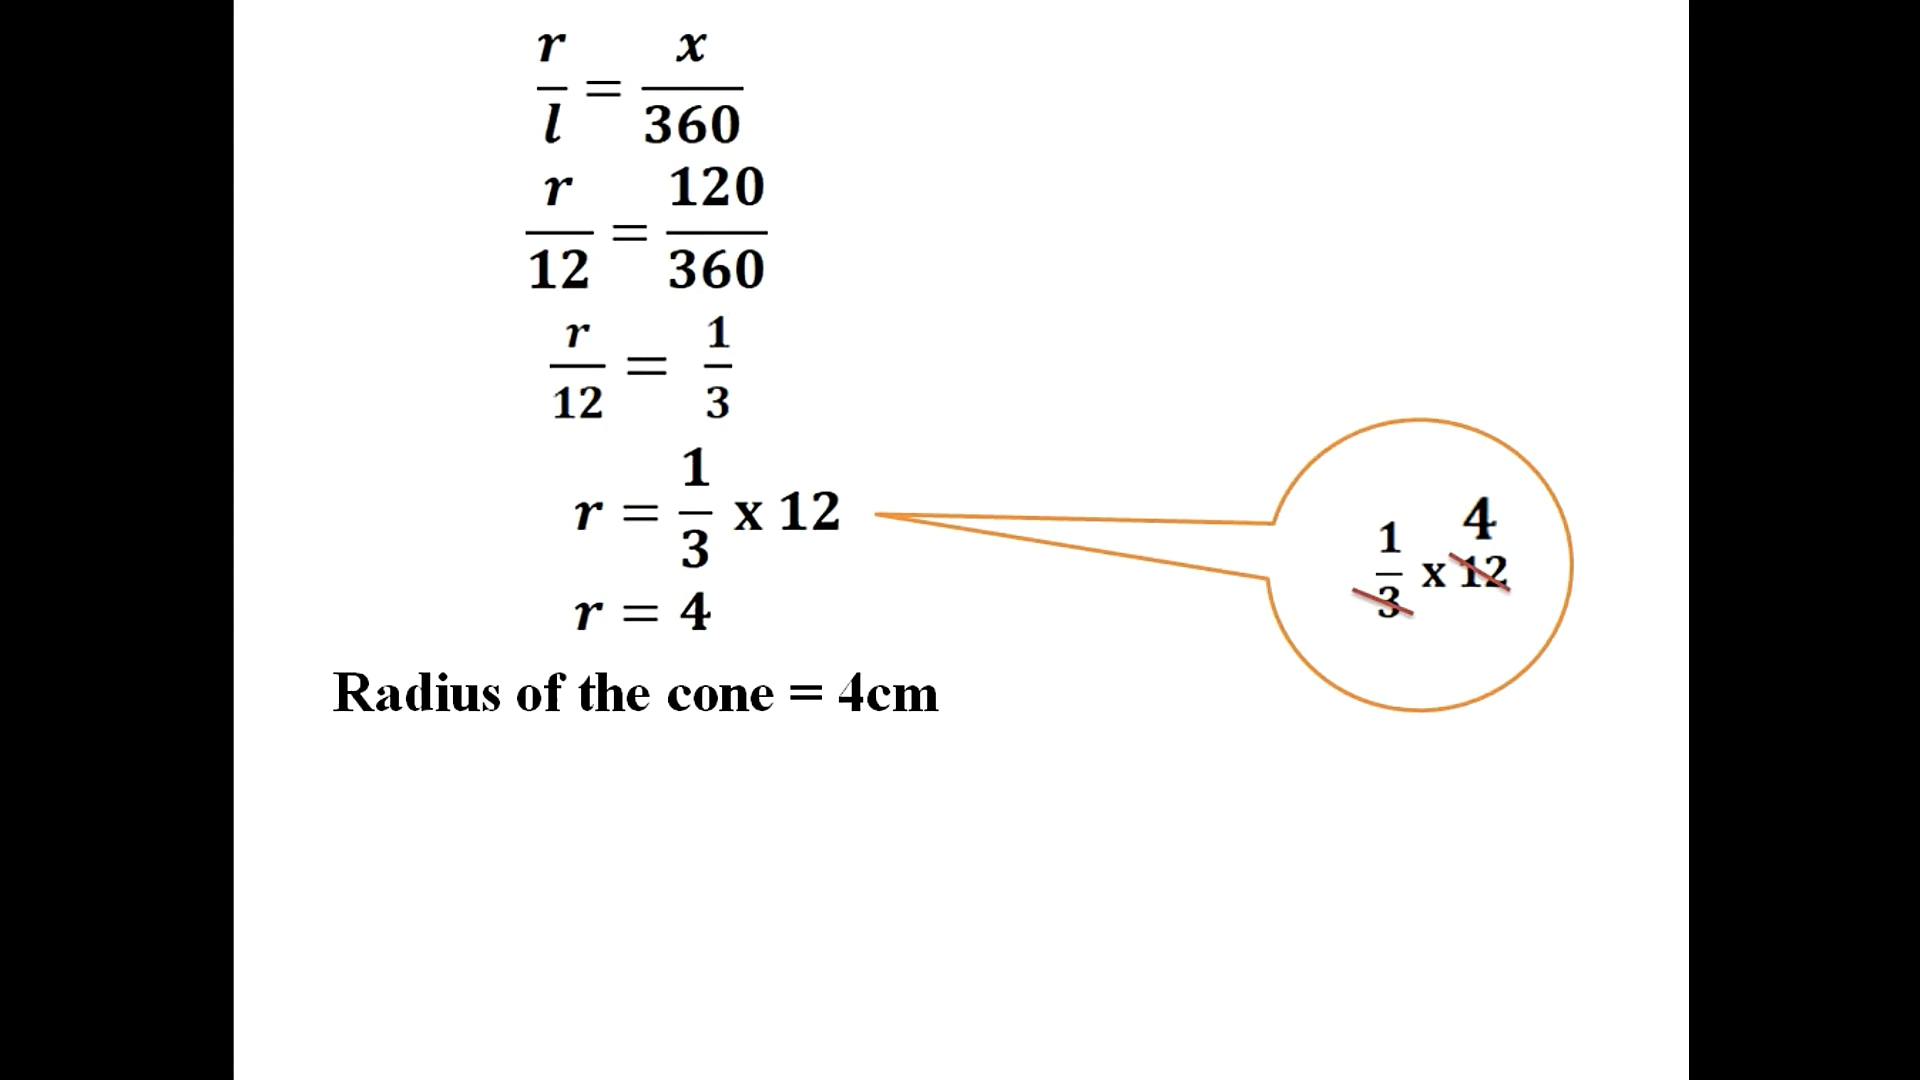 r/l = x/360
r/12 = 120/360
r/12 = 1/3
r = 1/3 x 12
1/3 x 12 4
r = 4
Radius of the cone = 4cm